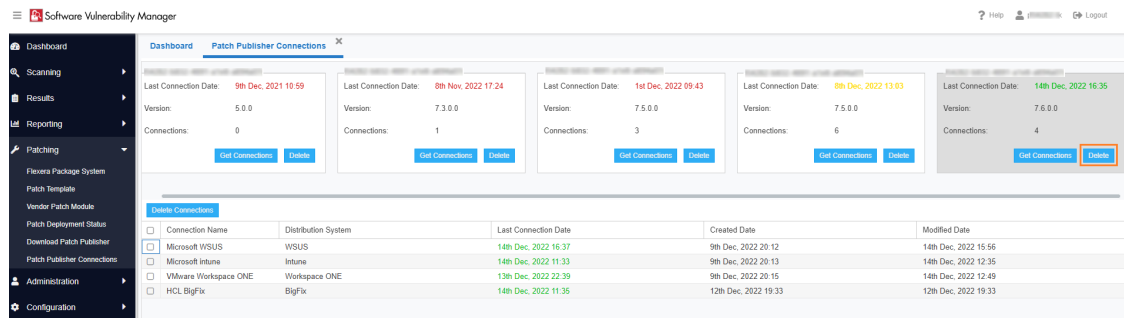 Software Vulnerability Manager
? Help
Logout
Dashboard
Scanning
Results
Reporting
Patching
Flexera Package System
Patch Template
Vendor Patch Module
Patch Deployment Status
Download Patch Publisher
Patch Publisher Connections
Administration
Configuration
Dashboard Patch Publisher Connections
Last Connection Date: 9th Dec, 2021 10:59
Version: 5.0.0
Connections: 0
Get Connections Delete
Last Connection Date: 8th Nov, 2022 17:24
Version: 7.3.0.0
Connections: 1
Get Connections Delete
Last Connection Date: 1st Dec, 2022 09:43
Version: 7.5.0.0
Connections: 3
Get Connections Delete
Last Connection Date: 8th Dec, 2022 13:03
Version: 7.5.0.0
Connections: 6
Get Connections Delete
Last Connection Date: 14th Dec, 2022 16:35
Version: 7.6.0.0
Connections: 4
Get Connections Delete
Delete Connections
Connection Name Distribution System Last Connection Date Created Date Modified Date
Microsoft WSUS WSUS 14th Dec, 2022 16:37 9th Dec, 2022 20:12 14th Dec, 2022 15:56
Microsoft intune Intune 14th Dec, 2022 11:33 9th Dec, 2022 20:13 14th Dec, 2022 12:35
VMware Workspace ONE Workspace ONE 13th Dec, 2022 22:39 9th Dec, 2022 20:15 14th Dec, 2022 12:49
HCL BigFix BigFix 14th Dec, 2022 11:35 12th Dec, 2022 19:33 12th Dec, 2022 19:33